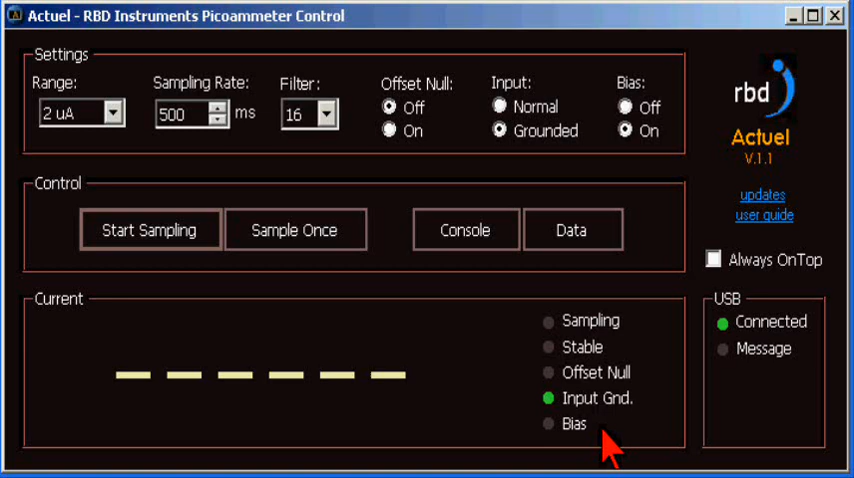 Actuel - RBD Instruments Picoammeter Control
Settings
Range:
Sampling Rate:
Filter:
Offset Null:
Input:
Bias:
2 uA
500
ms
16
Off
On
Normal
Grounded
Off
On
rbd
Actuel
V.1.1
updates
user guide
Control
Start Sampling
Sample Once
Console
Data
Always OnTop
Current
Sampling
Stable
Offset Null
Input Gnd.
Bias
USB
Connected
Message